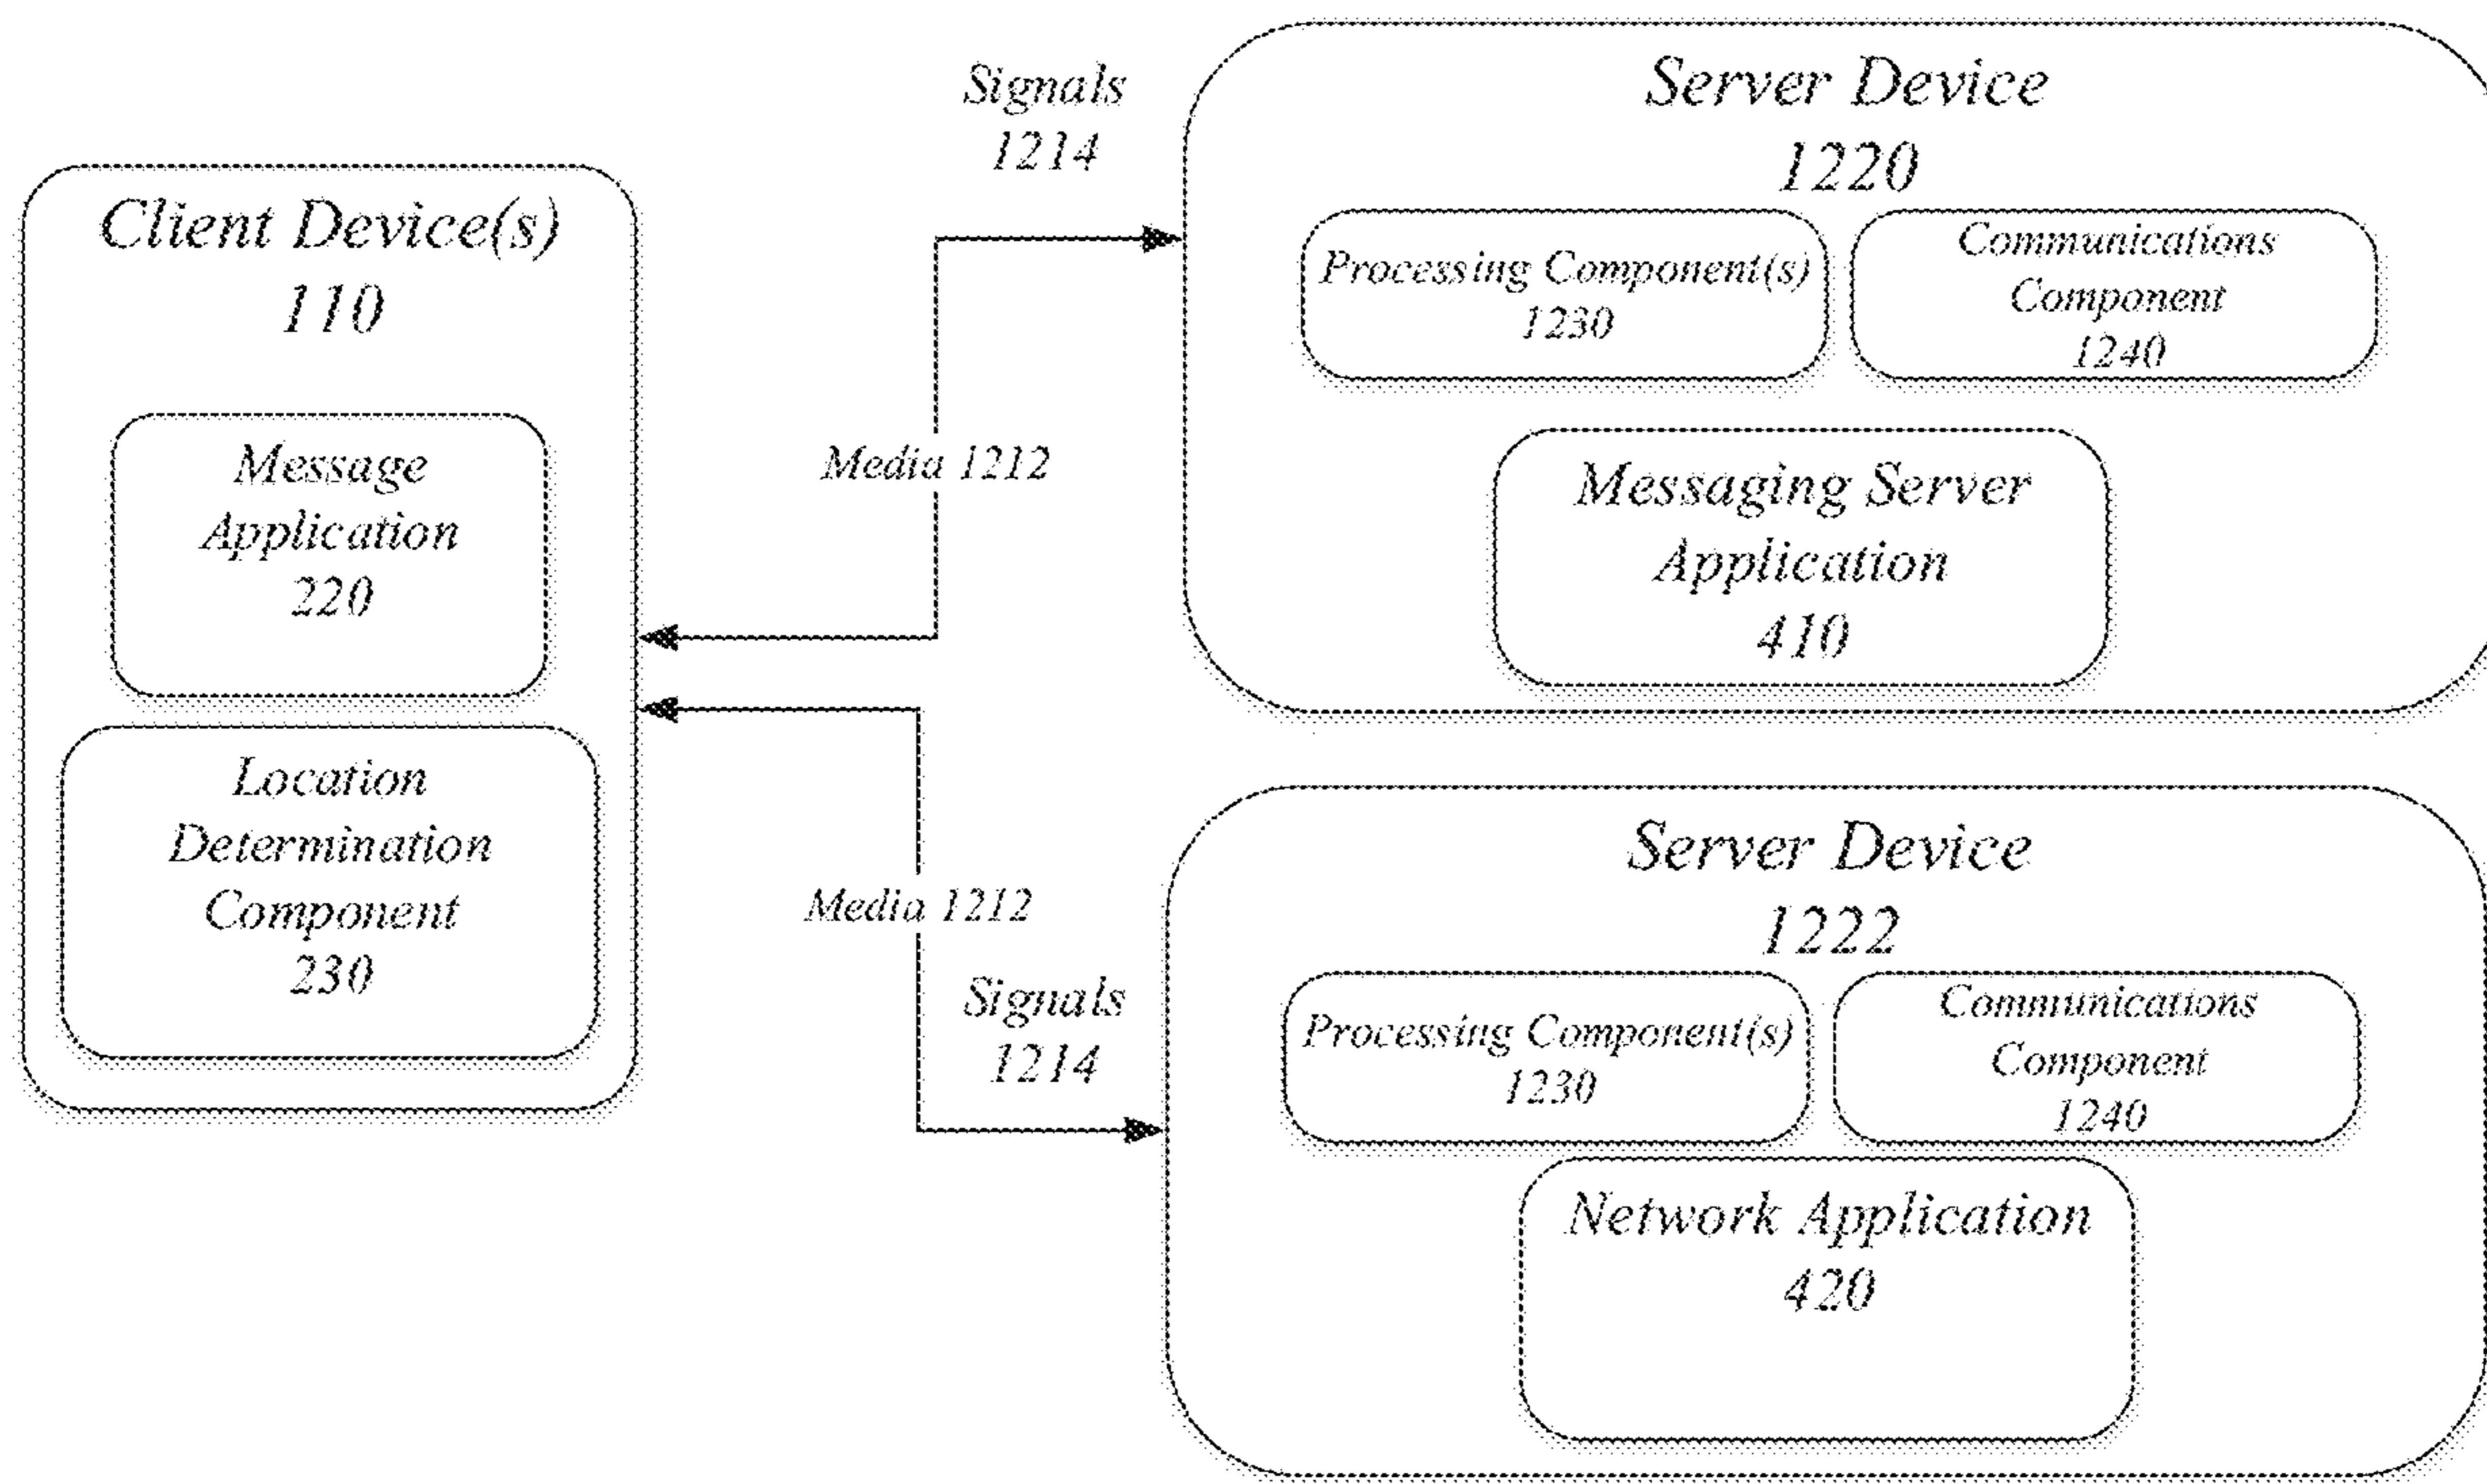 Client Device(s)
110
Message
Application
220
Location
Determination
Component
230
Signals
1214
Media 1212
Media 1212
Signals
1214
Server Device
1220
Processing Component(s)
1230
Communications
Component
1240
Messaging Server
Application
410
Server Device
1222
Processing Component(s)
1230
Communications
Component
1240
Network Application
420